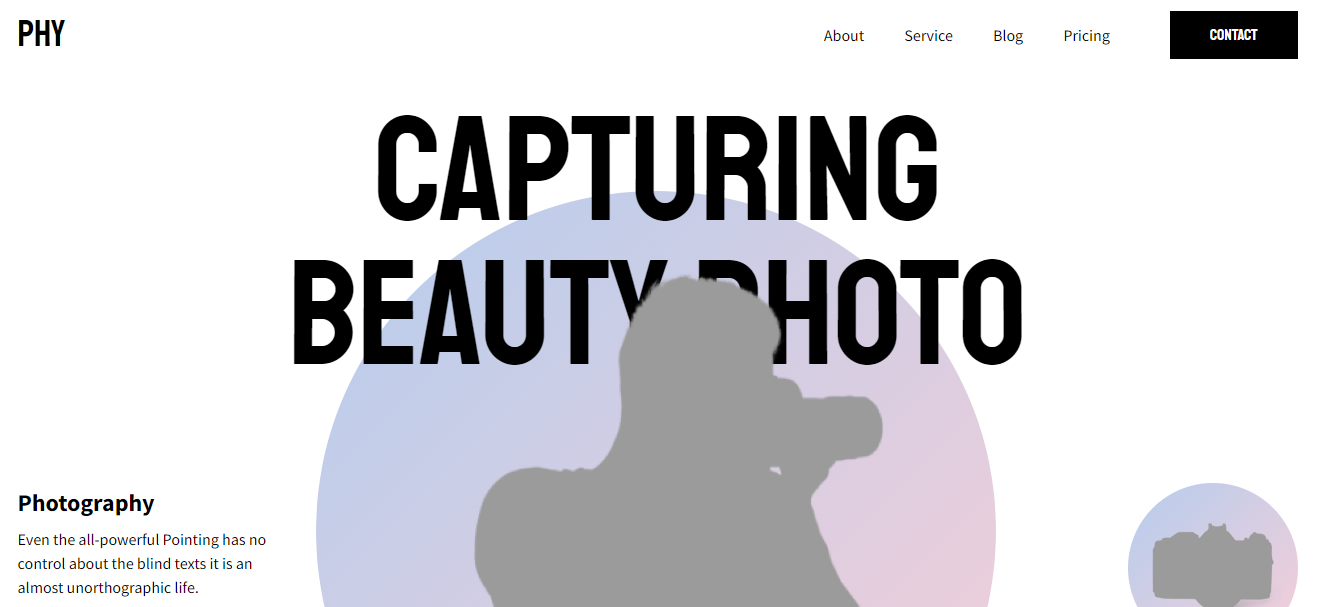 PHY
About
Service
Blog
Pricing
CONTACT
CAPTURING
BEAUTY PHOTO
Photography
Even the all-powerful Pointing has no
control about the blind texts it is an
almost unorthographic life.